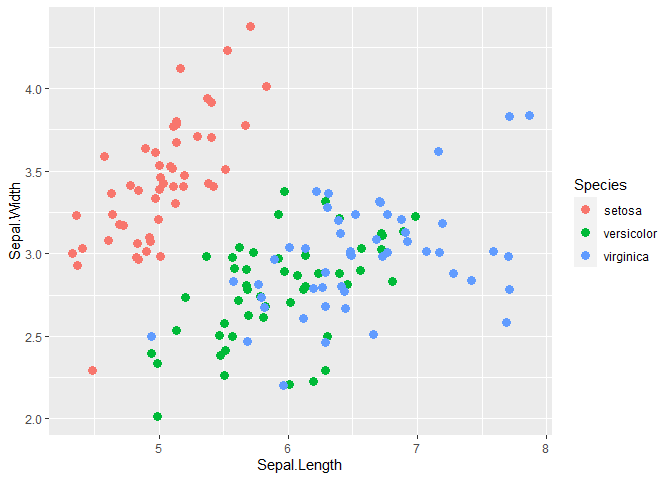 4.0
3.5
3.0
2.5
2.0
Sepal.Width
5
6
7
8
Sepal.Length
Species
setosa
versicolor
virginica